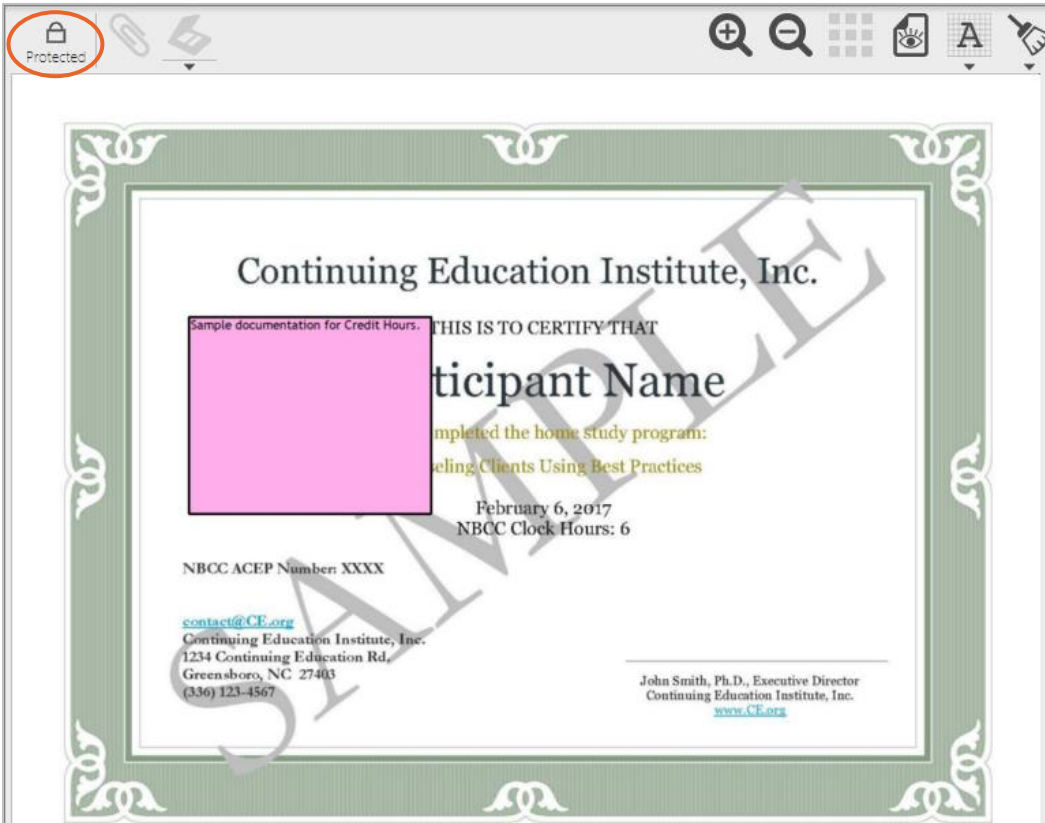 Protected
A
Continuing Education Institute, Inc.
Sample documentation for Credit Hours.
THIS IS TO CERTIFY THAT
ticipant Name
mpleted the home study program:
eling Clients Using Best Practices
February 6, 2017
NBCC Clock Hours: 6
NBCC ACEP Number: XXXX
contact@CE.org
Continuing Education Institute, Inc.
1234 Continuing Education Rd,
Greensboro, NC 27403
(336) 123-4567
John Smith, Ph.D., Executive Director
Continuing Education Institute, Inc.
www.CE.org
SAMPLE